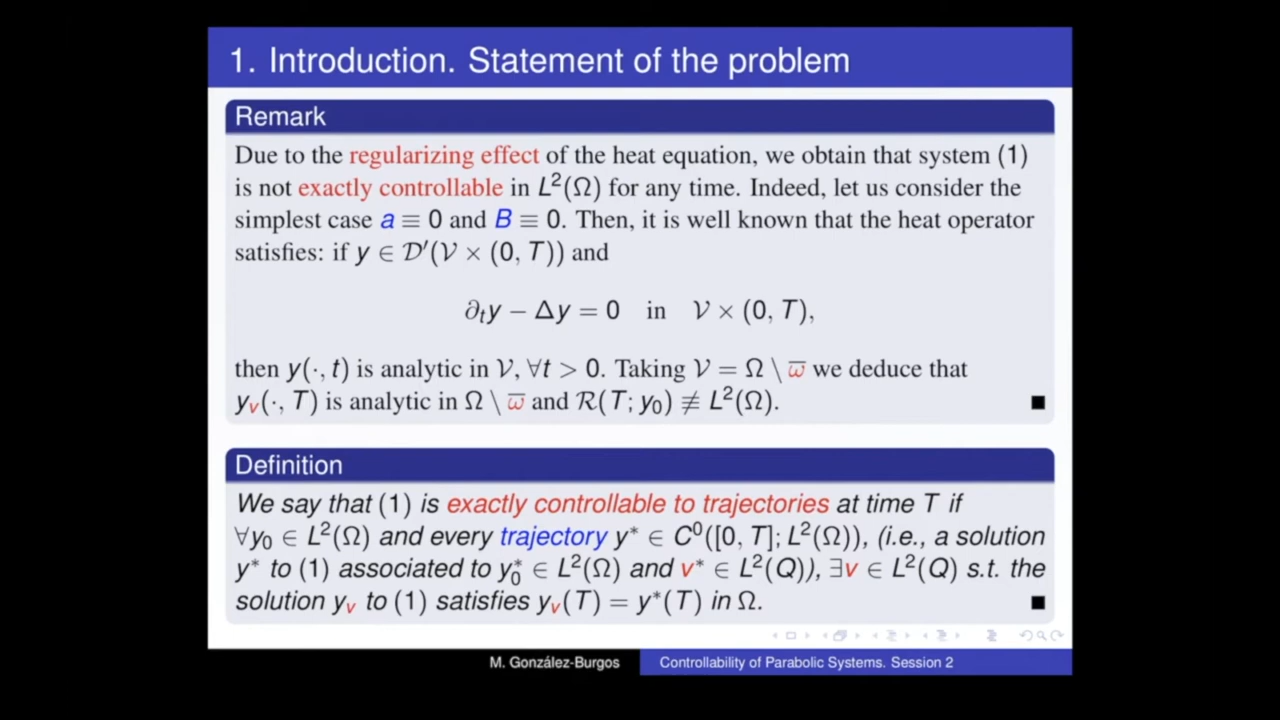 1. Introduction. Statement of the problem
Remark
Due to the regularizing effect of the heat equation, we obtain that system (1)
is not exactly controllable in L²(Ω) for any time. Indeed, let us consider the
simplest case a ≡ 0 and B ≡ 0. Then, it is well known that the heat operator
satisfies: if y ∈ 𝒟′(𝒱 × (0, T)) and
∂ₜy − Δy = 0 in 𝒱 × (0, T),
then y(·, t) is analytic in 𝒱, ∀t > 0. Taking 𝒱 = Ω \ ω̅ we deduce that
yᵥ(·, T) is analytic in Ω \ ω̅ and ℛ(T; y₀) ≢ L²(Ω).
Definition
We say that (1) is exactly controllable to trajectories at time T if
∀y₀ ∈ L²(Ω) and every trajectory y* ∈ C⁰([0, T]; L²(Ω)), (i.e., a solution
y* to (1) associated to y₀* ∈ L²(Ω) and v* ∈ L²(Q)), ∃v ∈ L²(Q) s.t. the
solution yᵥ to (1) satisfies yᵥ(T) = y*(T) in Ω.
M. González-Burgos Controllability of Parabolic Systems. Session 2